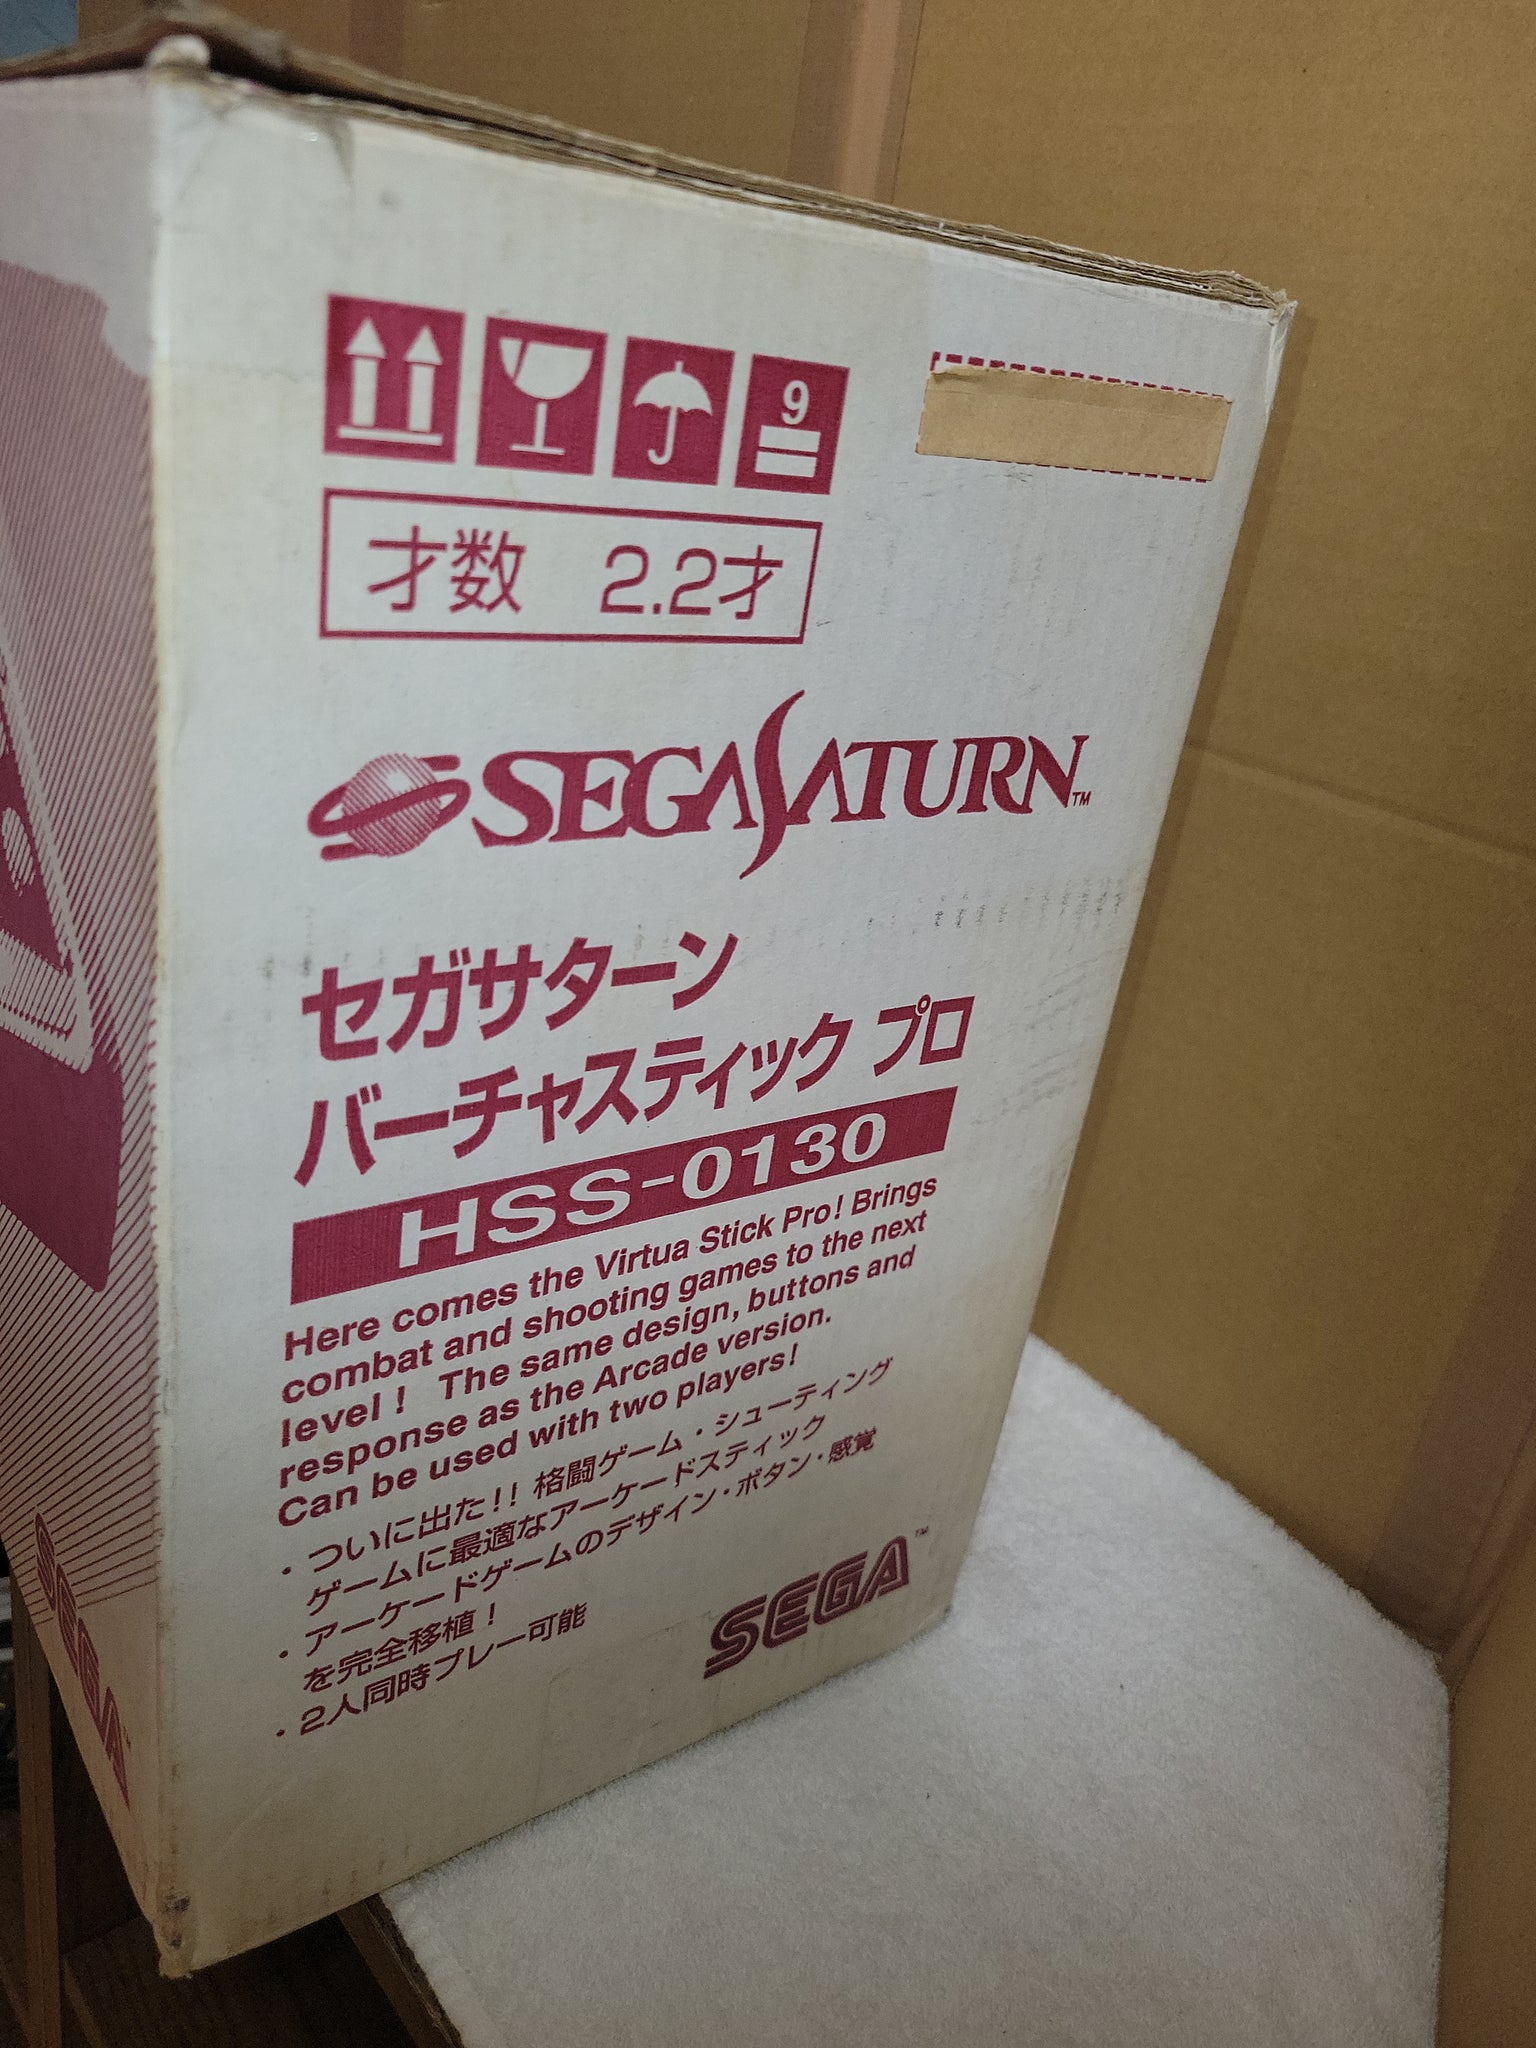 9
才数 2.2才
SEGA SATURN™
セガサターン
バーチャスティック プロ
HSS-0130
Here comes the Virtua Stick Pro! Brings
combat and shooting games to the next
level! The same design, buttons and
response as the Arcade version.
Can be used with two players!
・ついに出た!! 格闘ゲーム・シューティング
ゲームに最適なアーケードスティック
・アーケードゲームのデザイン・ボタン・感覚
を完全移植!
・2人同時プレー可能
SEGA™
SEGA™